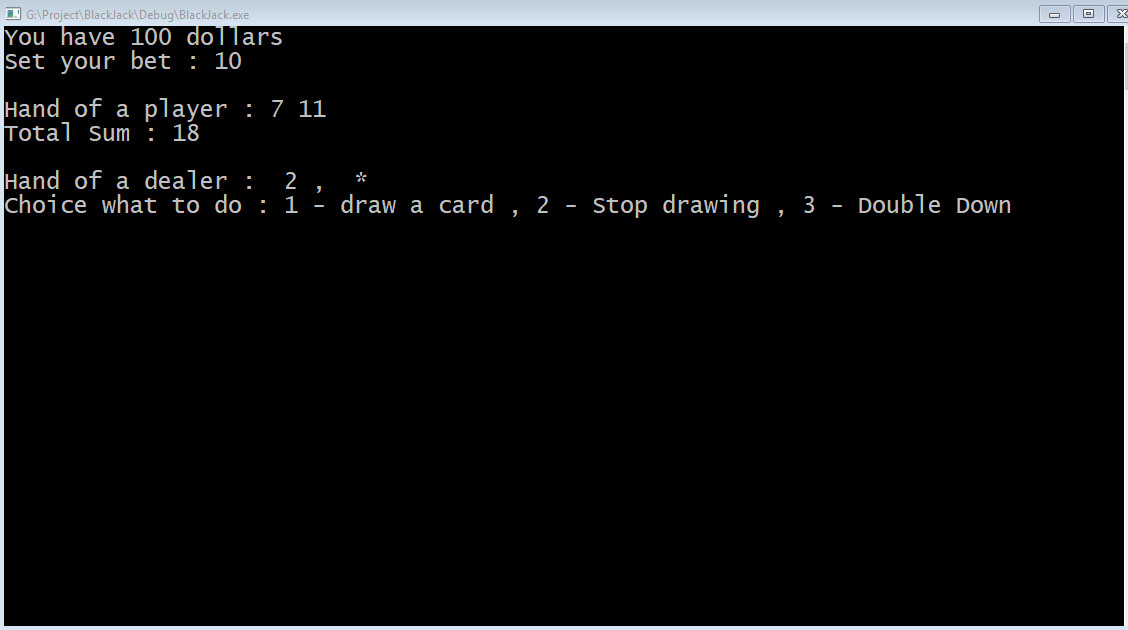 G:\Project\BlackJack\Debug\BlackJack.exe
You have 100 dollars
Set your bet : 10
Hand of a player : 7 11
Total Sum : 18
Hand of a dealer :  2 ,  *
Choice what to do : 1 - draw a card , 2 - Stop drawing , 3 - Double Down